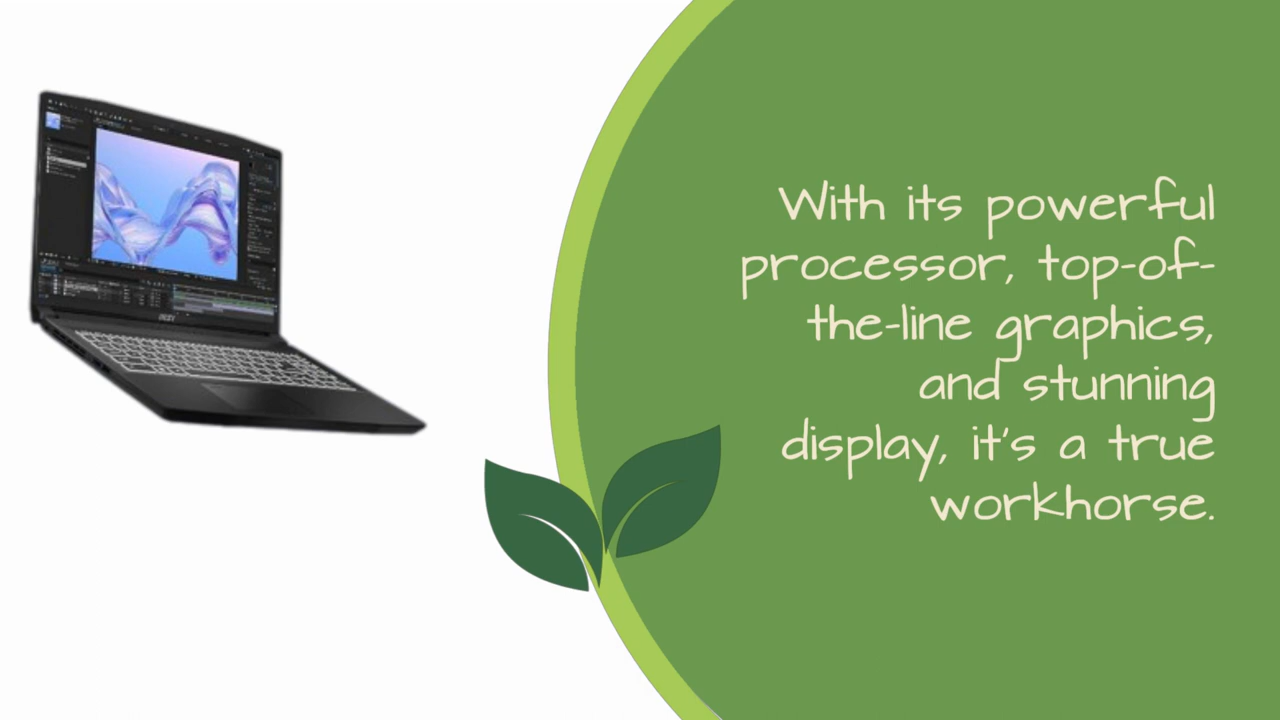 With its powerful
processor, top-of-
the-line graphics,
and stunning
display, it's a true
workhorse.